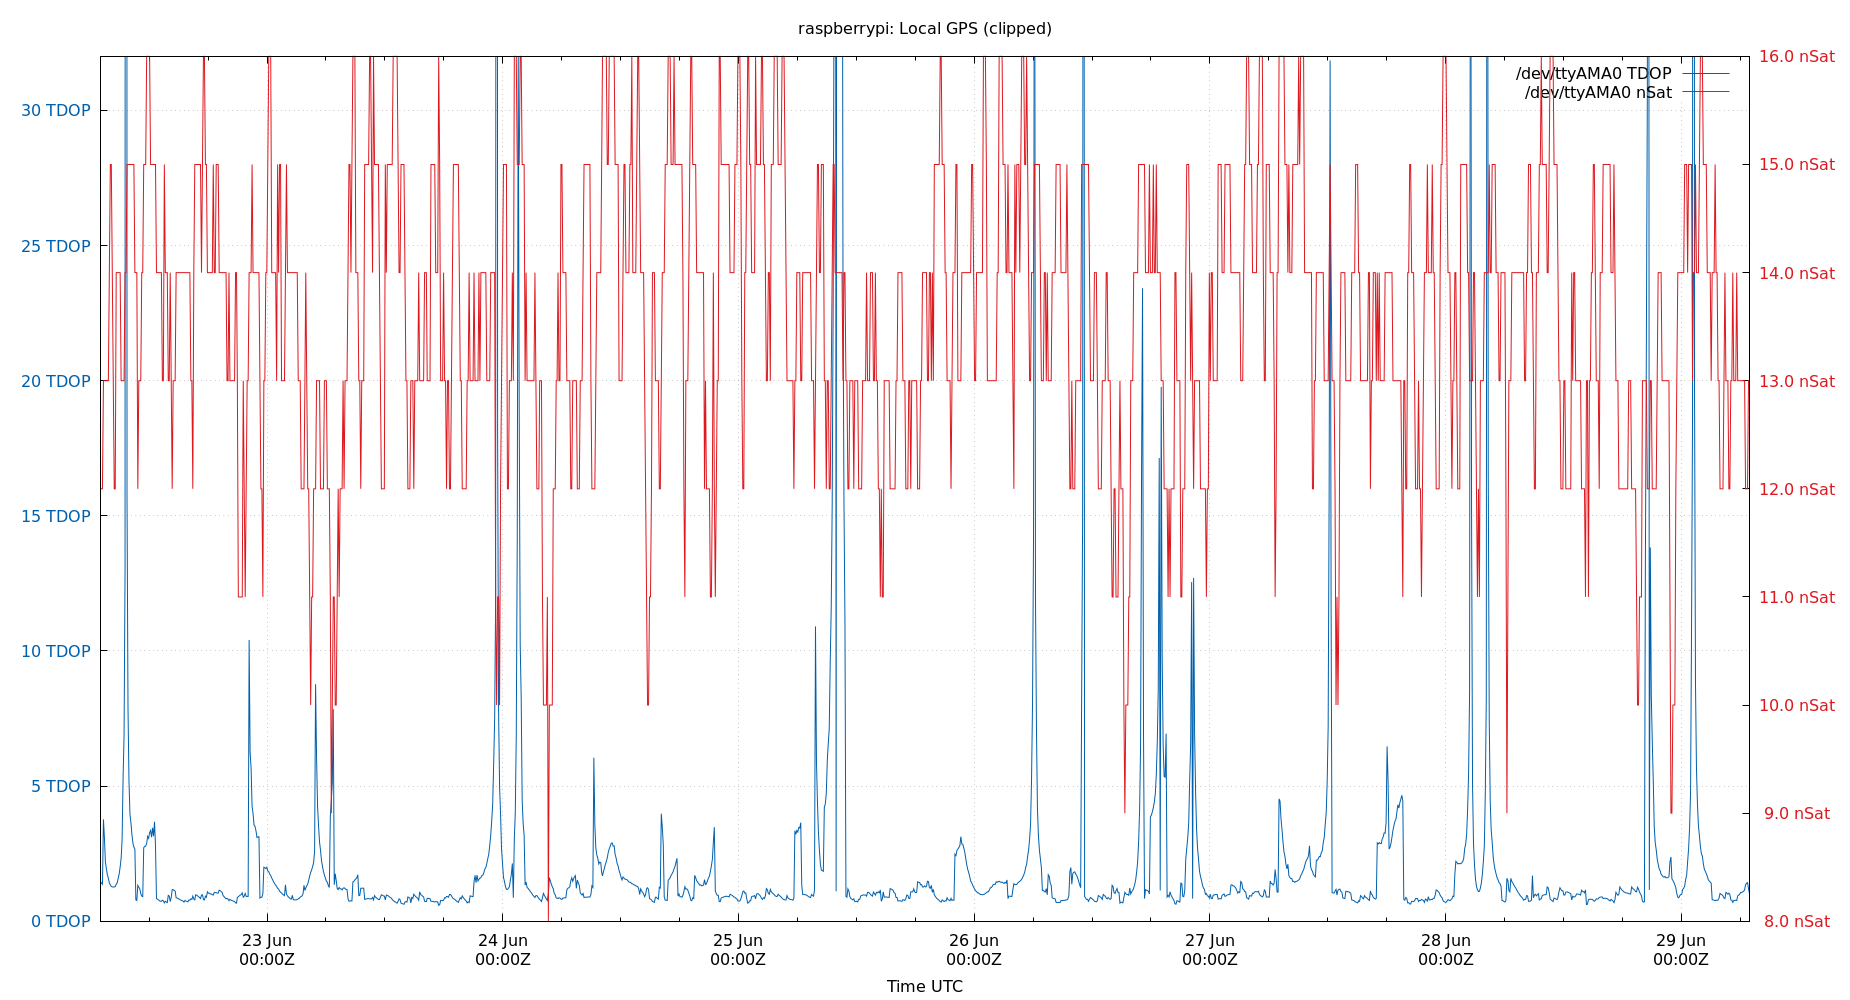 raspberrypi: Local GPS (clipped)
/dev/ttyAMA0 TDOP
/dev/ttyAMA0 nSat
30 TDOP
25 TDOP
20 TDOP
15 TDOP
10 TDOP
5 TDOP
0 TDOP
16.0 nSat
15.0 nSat
14.0 nSat
13.0 nSat
12.0 nSat
11.0 nSat
10.0 nSat
9.0 nSat
8.0 nSat
23 Jun
00:00Z
24 Jun
00:00Z
25 Jun
00:00Z
26 Jun
00:00Z
27 Jun
00:00Z
28 Jun
00:00Z
29 Jun
00:00Z
Time UTC